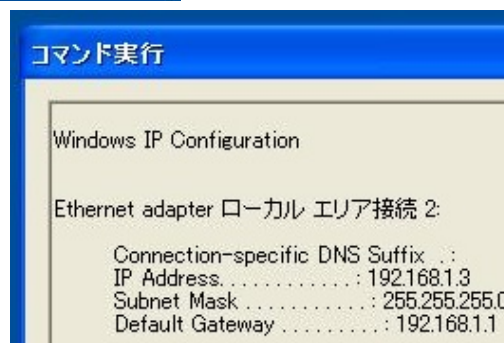 コマンド実行
Windows IP Configuration
Ethernet adapter ローカル エリア接続 2:
Connection-specific DNS Suffix . :
IP Address. . . . . . . . . . . . : 192.168.1.3
Subnet Mask . . . . . . . . . . . : 255.255.255.0
Default Gateway . . . . . . . . . : 192.168.1.1